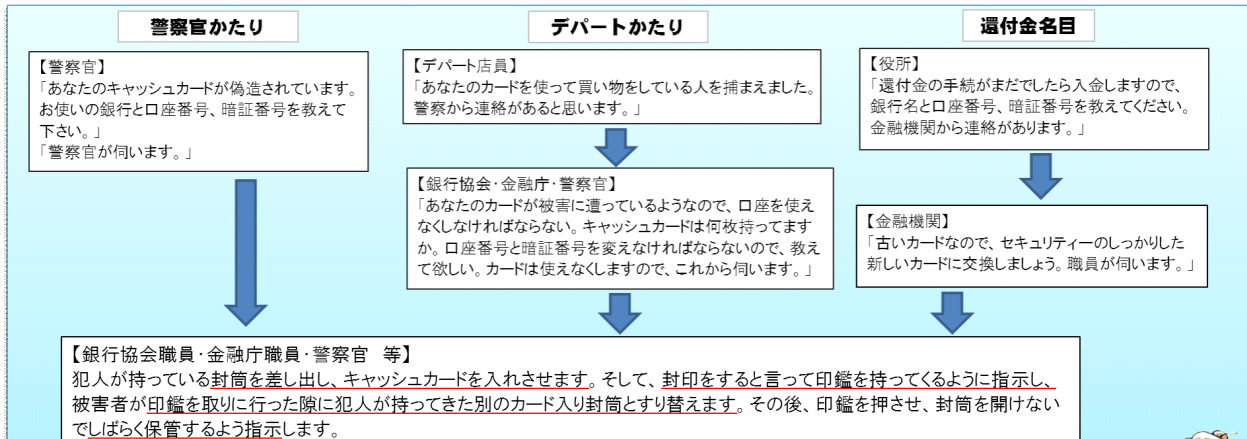 警察官かたり
デパートかたり
還付金名目
【警察官】
「あなたのキャッシュカードが偽造されています。
お使いの銀行と口座番号、暗証番号を教えて
下さい。」
「警察官が伺います。」
【デパート店員】
「あなたのカードを使って買い物をしている人を捕まえました。
警察から連絡があると思います。」
【銀行協会・金融庁・警察官】
「あなたのカードが被害に遭っているようなので、口座を使え
なくしなければならない。キャッシュカードは何枚持ってます
か。口座番号と暗証番号を変えなければならないので、教え
て欲しい。カードは使えなくしますので、これから伺います。」
【役所】
「還付金の手続がまだでしたら入金しますので、
銀行名と口座番号、暗証番号を教えてください。
金融機関から連絡があります。」
【金融機関】
「古いカードなので、セキュリティーのしっかりした
新しいカードに交換しましょう。職員が伺います。」
【銀行協会職員・金融庁職員・警察官　等】
犯人が持っている封筒を差し出し、キャッシュカードを入れさせます。そして、封印をすると言って印鑑を持ってくるように指示し、
被害者が印鑑を取りに行った隙に犯人が持ってきた別のカード入り封筒とすり替えます。その後、印鑑を押させ、封筒を開けない
でしばらく保管するよう指示します。